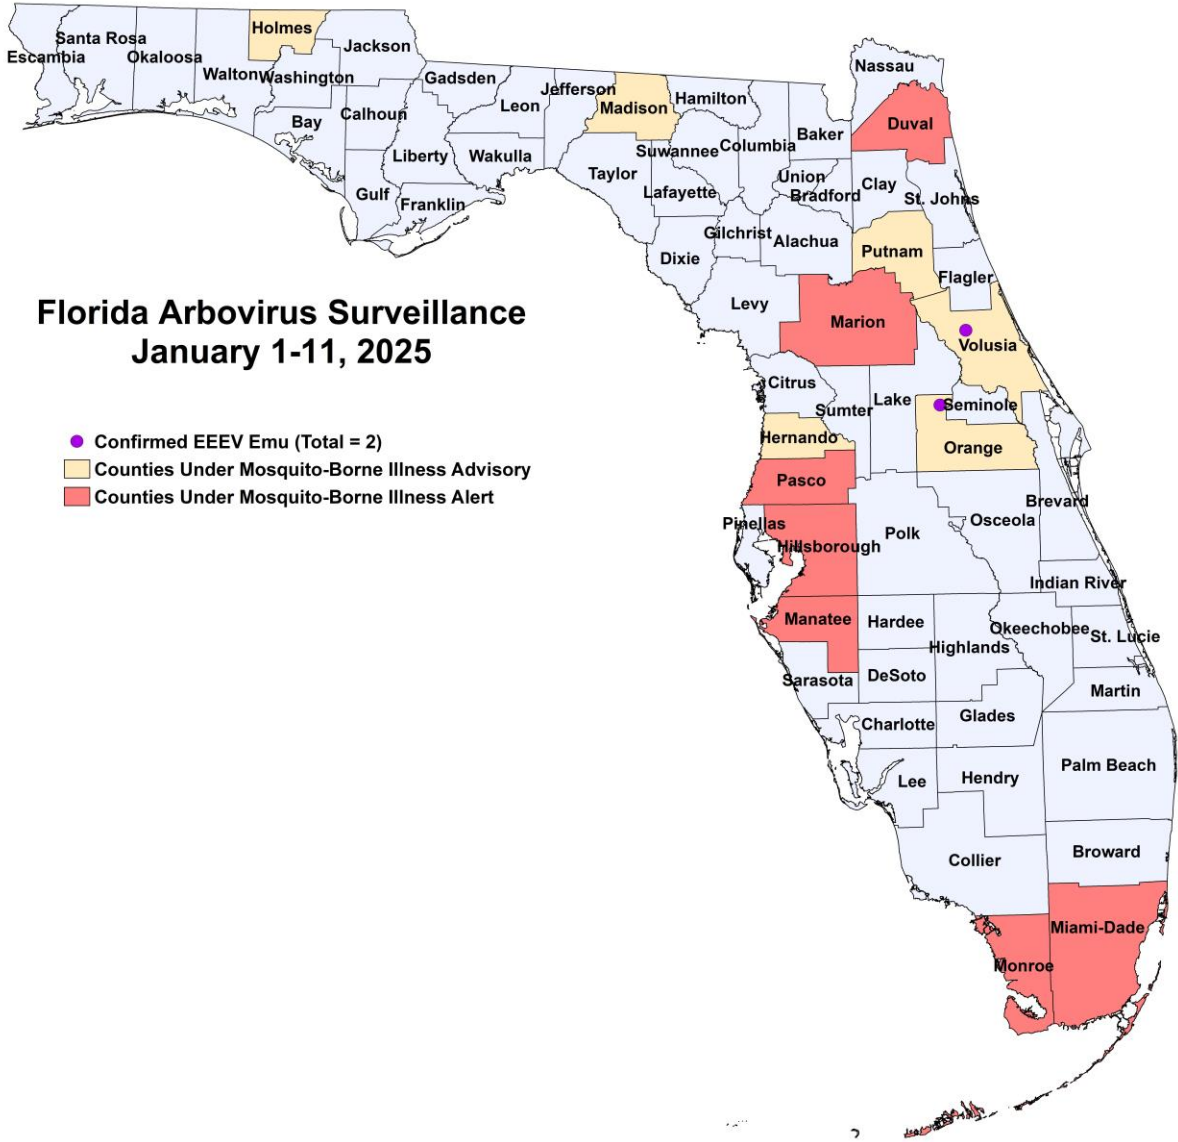 Holmes
Santa Rosa
Jackson
Escambia
Okaloosa
Walton
Washington
Gadsden
Nassau
Jefferson
Hamilton
Leon
Madison
Calhoun
Bay
Duval
Baker
Columbia
Suwannee
Liberty
Wakulla
Taylor
Union
Clay
Lafayette
Bradford
Gulf
Franklin
St. Johns
Gilchrist
Alachua
Putnam
Dixie
Flagler
Levy
Florida Arbovirus Surveillance
January 1-11, 2025
Marion
Volusia
Citrus
Lake
Seminole
Sumter
Hernando
Orange
Confirmed EEEV Emu (Total = 2)
Counties Under Mosquito-Borne Illness Advisory
Counties Under Mosquito-Borne Illness Alert
Pasco
Brevard
Pinellas
Osceola
Polk
Hillsborough
Indian River
Manatee
Hardee
Okeechobee
St. Lucie
Highlands
Sarasota
DeSoto
Martin
Glades
Charlotte
Palm Beach
Lee
Hendry
Broward
Collier
Miami-Dade
Monroe